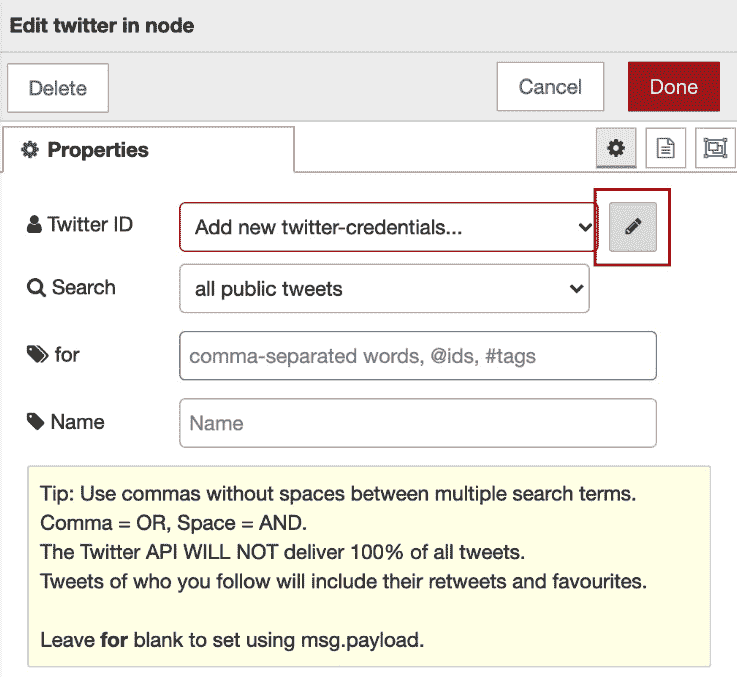 Edit twitter in node
Delete
Cancel
Done
Properties
Twitter ID
Add new twitter-credentials...
Search
all public tweets
for
comma-separated words, @ids, #tags
Name
Name
Tip: Use commas without spaces between multiple search terms.
Comma = OR, Space = AND.
The Twitter API WILL NOT deliver 100% of all tweets.
Tweets of who you follow will include their retweets and favourites.
Leave for blank to set using msg.payload.